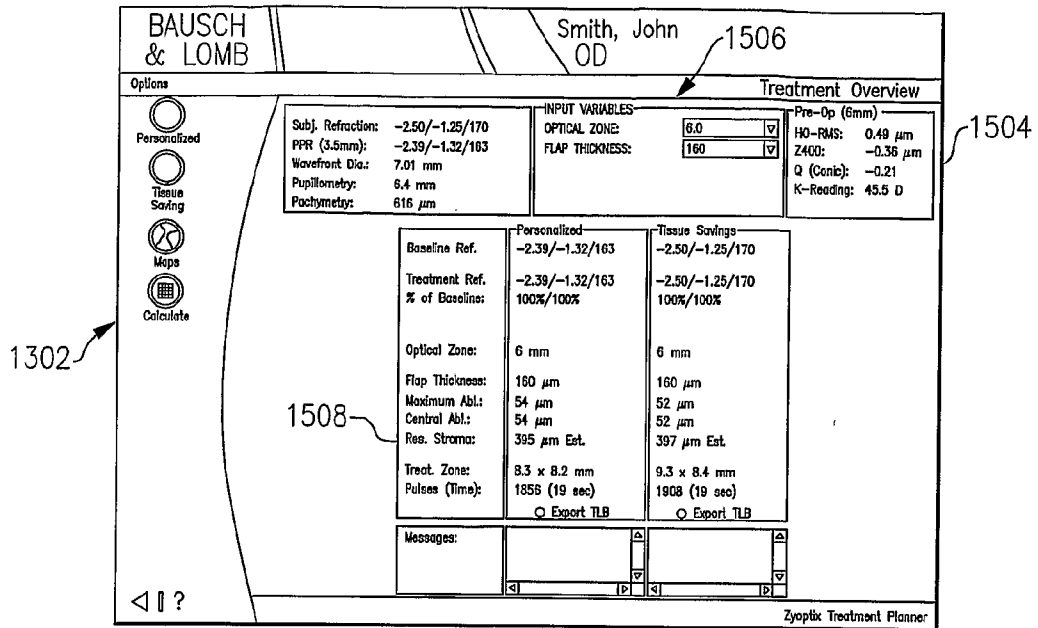 BAUSCH
& LOMB
Smith, John
OD
1506
Options
Treatment Overview
Personalized
Tissue
Saving
Maps
Calculate
1302
Subj. Refraction: -2.50/-1.25/170
PPR (3.5mm): -2.39/-1.32/163
Wavefront Dia.: 7.01 mm
Pupillometry: 6.4 mm
Pachymetry: 616 μm
INPUT VARIABLES
OPTICAL ZONE: 6.0
FLAP THICKNESS: 160
Pre-Op (6mm)
HO-RMS: 0.49 μm
Z400: -0.36 μm
Q (Conic): -0.21
K-Reading: 45.5 D
1504
Personalized Tissue Savings
Baseline Ref. -2.39/-1.32/163 -2.50/-1.25/170
Treatment Ref. -2.39/-1.32/163 -2.50/-1.25/170
% of Baseline: 100%/100% 100%/100%
Optical Zone: 6 mm 6 mm
Flap Thickness: 160 μm 160 μm
Maximum Abl.: 54 μm 52 μm
Central Abl.: 54 μm 52 μm
1508
Res. Stroma: 395 μm Est. 397 μm Est.
Treat. Zone: 8.3 x 8.2 mm 9.3 x 8.4 mm
Pulses (Time): 1856 (19 sec) 1908 (19 sec)
Export TLB Export TLB
Messages:
?
Zyoptix Treatment Planner